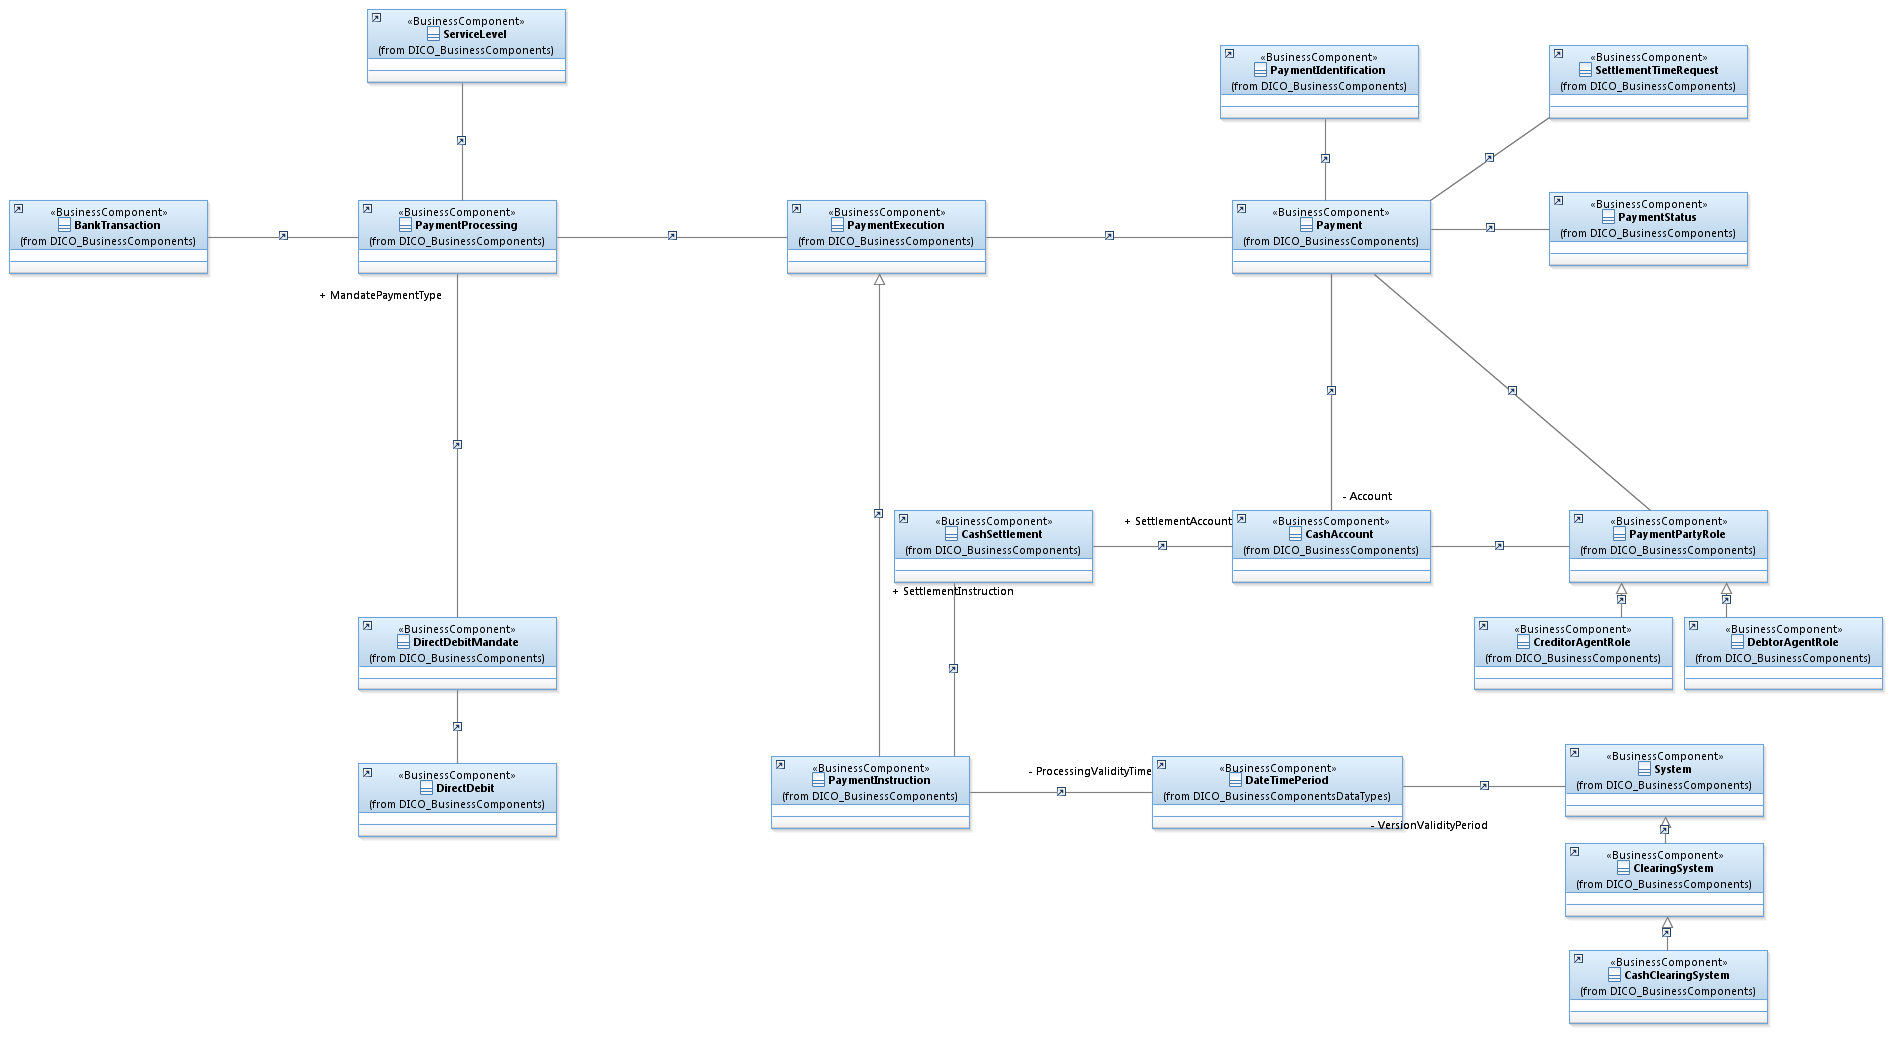 «BusinessComponent»
ServiceLevel
(from DICO_BusinessComponents)
«BusinessComponent»
PaymentIdentification
(from DICO_BusinessComponents)
«BusinessComponent»
SettlementTimeRequest
(from DICO_BusinessComponents)
«BusinessComponent»
BankTransaction
(from DICO_BusinessComponents)
«BusinessComponent»
PaymentProcessing
(from DICO_BusinessComponents)
«BusinessComponent»
PaymentExecution
(from DICO_BusinessComponents)
«BusinessComponent»
Payment
(from DICO_BusinessComponents)
«BusinessComponent»
PaymentStatus
(from DICO_BusinessComponents)
+ MandatePaymentType
- Account
+ SettlementAccount
«BusinessComponent»
CashSettlement
(from DICO_BusinessComponents)
«BusinessComponent»
CashAccount
(from DICO_BusinessComponents)
«BusinessComponent»
PaymentPartyRole
(from DICO_BusinessComponents)
+ SettlementInstruction
«BusinessComponent»
DirectDebitMandate
(from DICO_BusinessComponents)
«BusinessComponent»
CreditorAgentRole
(from DICO_BusinessComponents)
«BusinessComponent»
DebtorAgentRole
(from DICO_BusinessComponents)
«BusinessComponent»
DirectDebit
(from DICO_BusinessComponents)
«BusinessComponent»
PaymentInstruction
(from DICO_BusinessComponents)
- ProcessingValidityTime
«BusinessComponent»
DateTimePeriod
(from DICO_BusinessComponentsDataTypes)
- VersionValidityPeriod
«BusinessComponent»
System
(from DICO_BusinessComponents)
«BusinessComponent»
ClearingSystem
(from DICO_BusinessComponents)
«BusinessComponent»
CashClearingSystem
(from DICO_BusinessComponents)